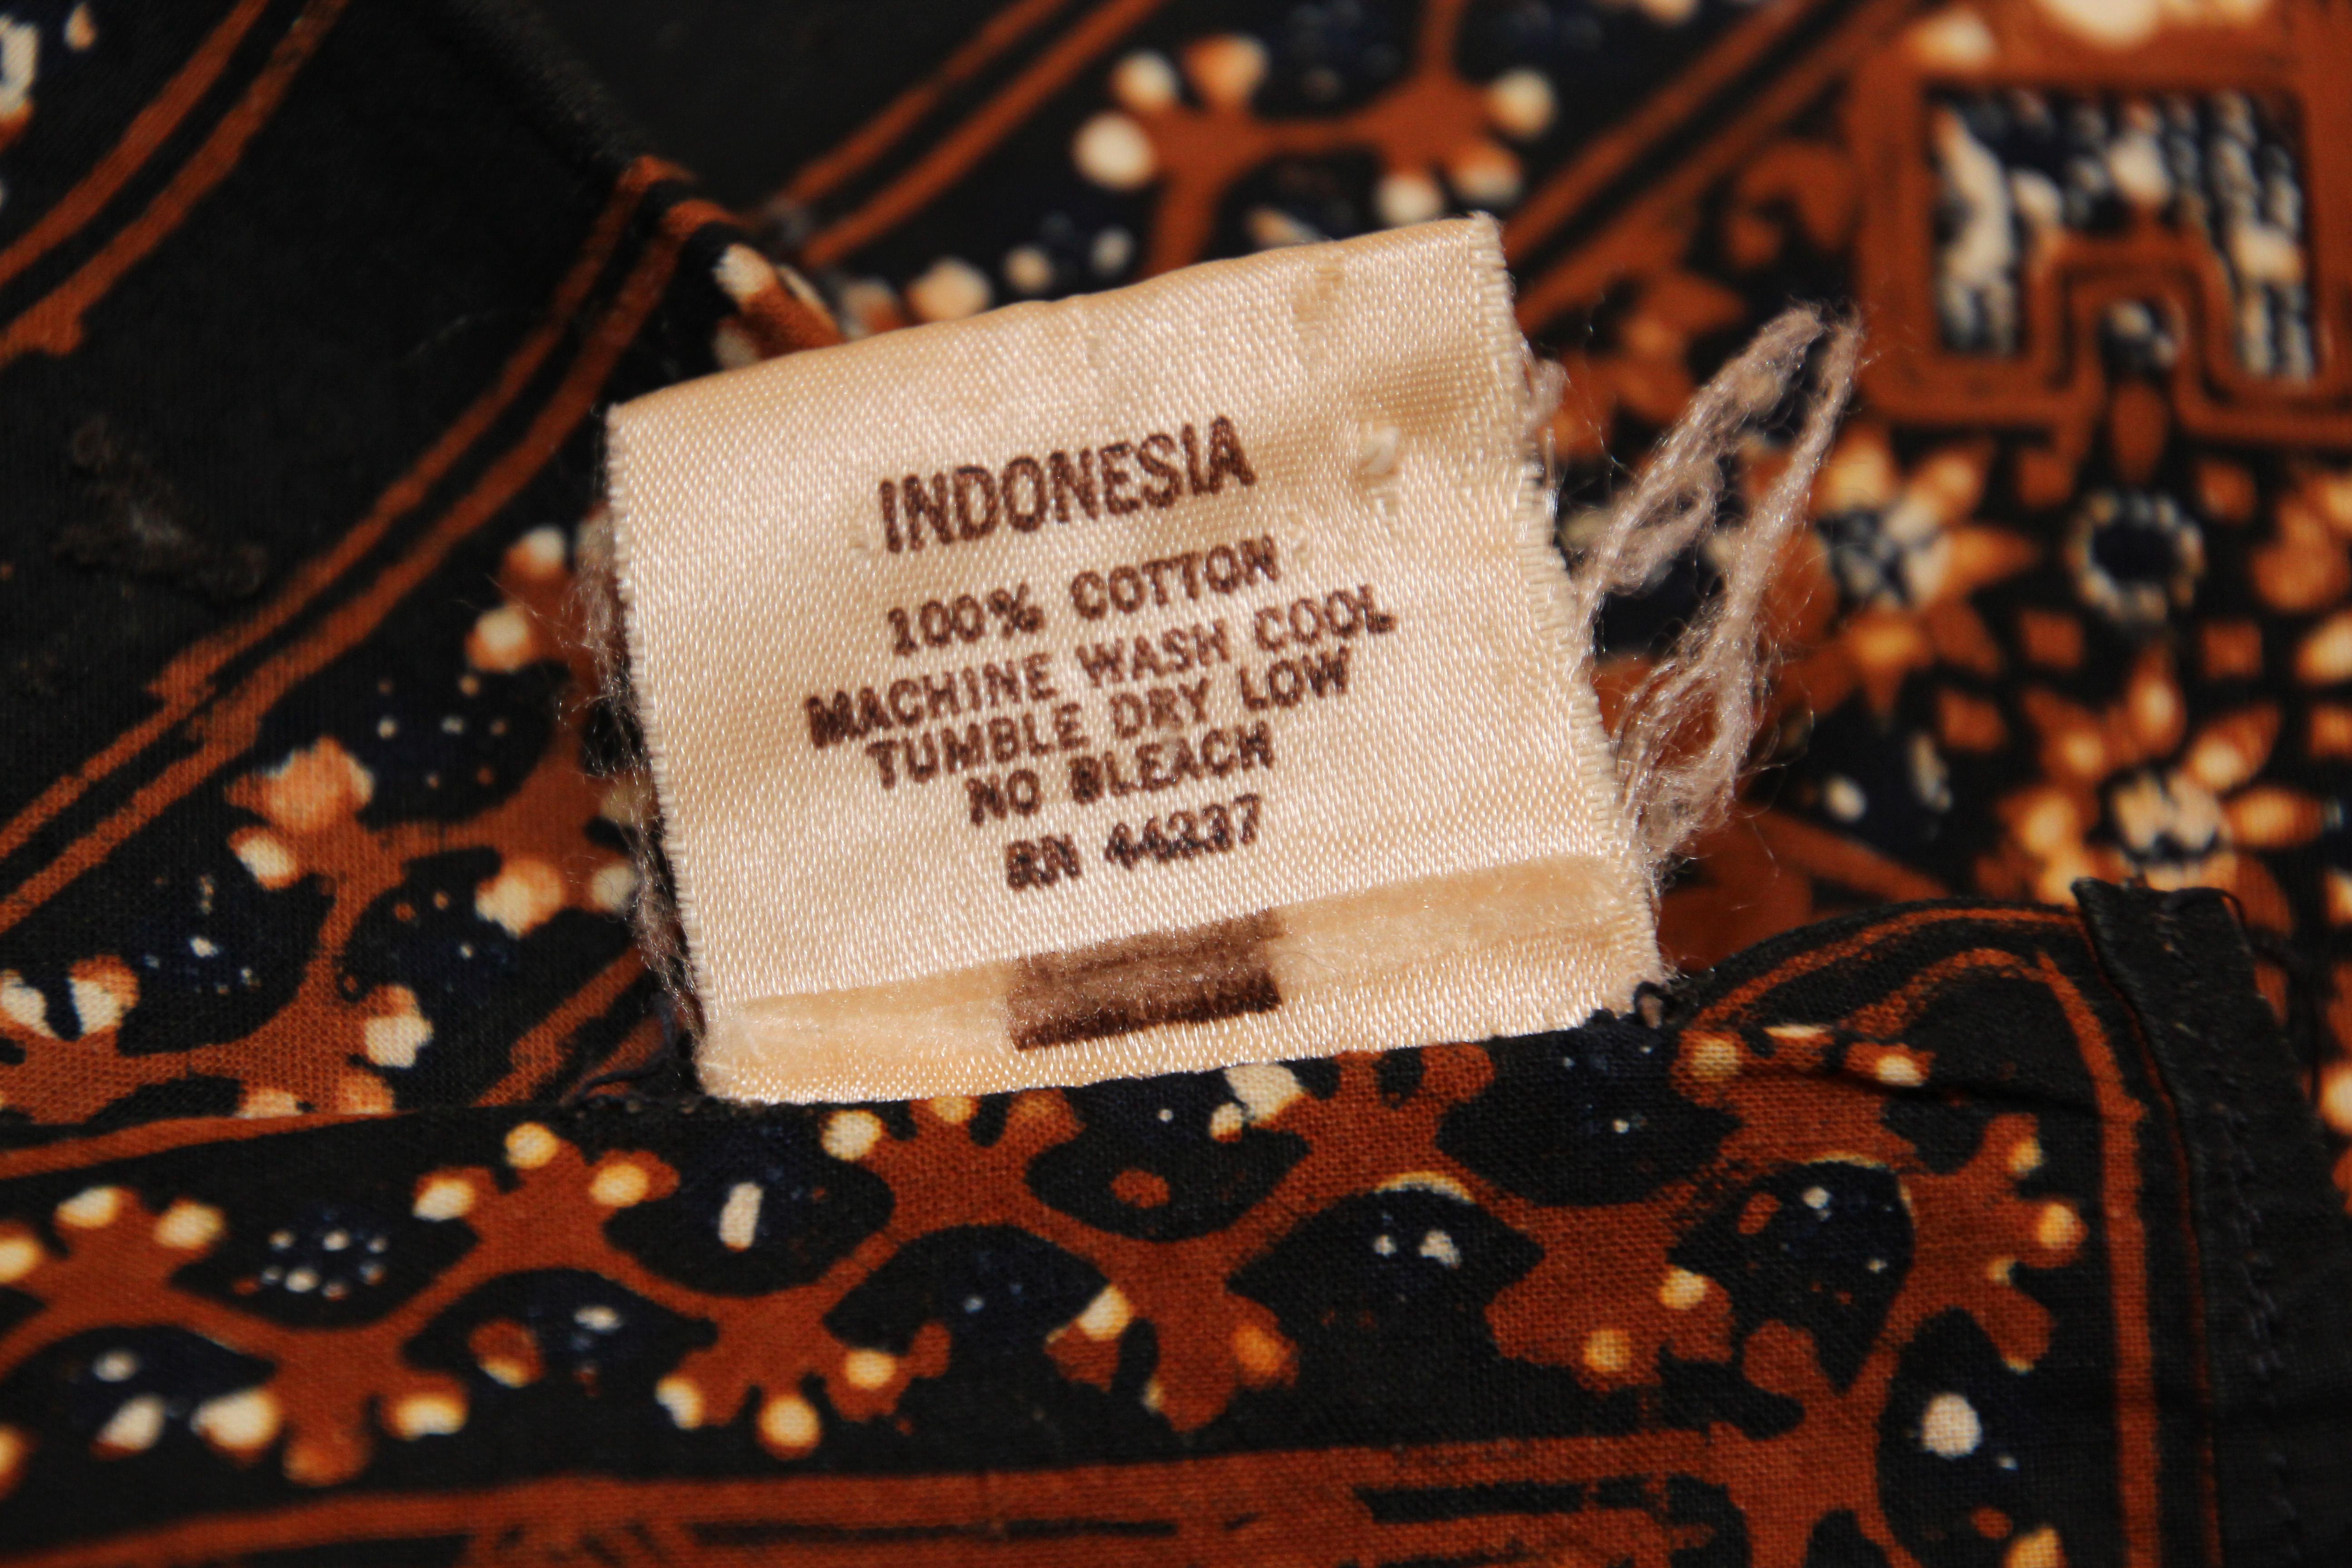 INDONESIA
100% COTTON
MACHINE WASH COOL
TUMBLE DRY LOW
NO BLEACH
RN 44237